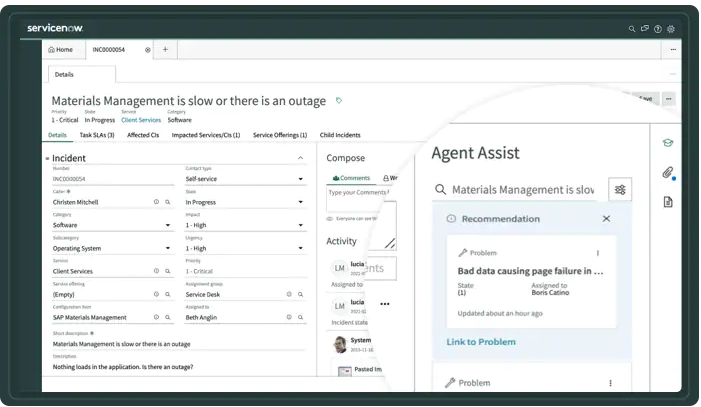 servicenow
Home
INC0000054
Details
Materials Management is slow or there is an outage
Priority State Service Category
1 - Critical In Progress Client Services Software
Details Task SLAs (3) Affected CIs Impacted Services/CIs (1) Service Offerings (1) Child Incidents
Incident
Number
INC0000054
Contact type
Self-service
Caller
Christen Mitchell
State
In Progress
Category
Software
Impact
1 - High
Subcategory
Operating System
Urgency
1 - High
Service
Client Services
Priority
1 - Critical
Service offering
(Empty)
Assignment group
Service Desk
Configuration item
SAP Materials Management
Assigned to
Beth Anglin
Short description
Materials Management is slow or there is an outage
Description
Nothing loads in the application. Is there an outage?
Compose
Comments
Type your Comments
Everyone can see
Activity
LM
Assigned to
LM
Incident state
System
Pasted Im
Agent Assist
Materials Management is slow
Recommendation
Problem
Bad data causing page failure in ...
State Assigned to
(1) Boris Catino
Updated about an hour ago
Link to Problem
Problem